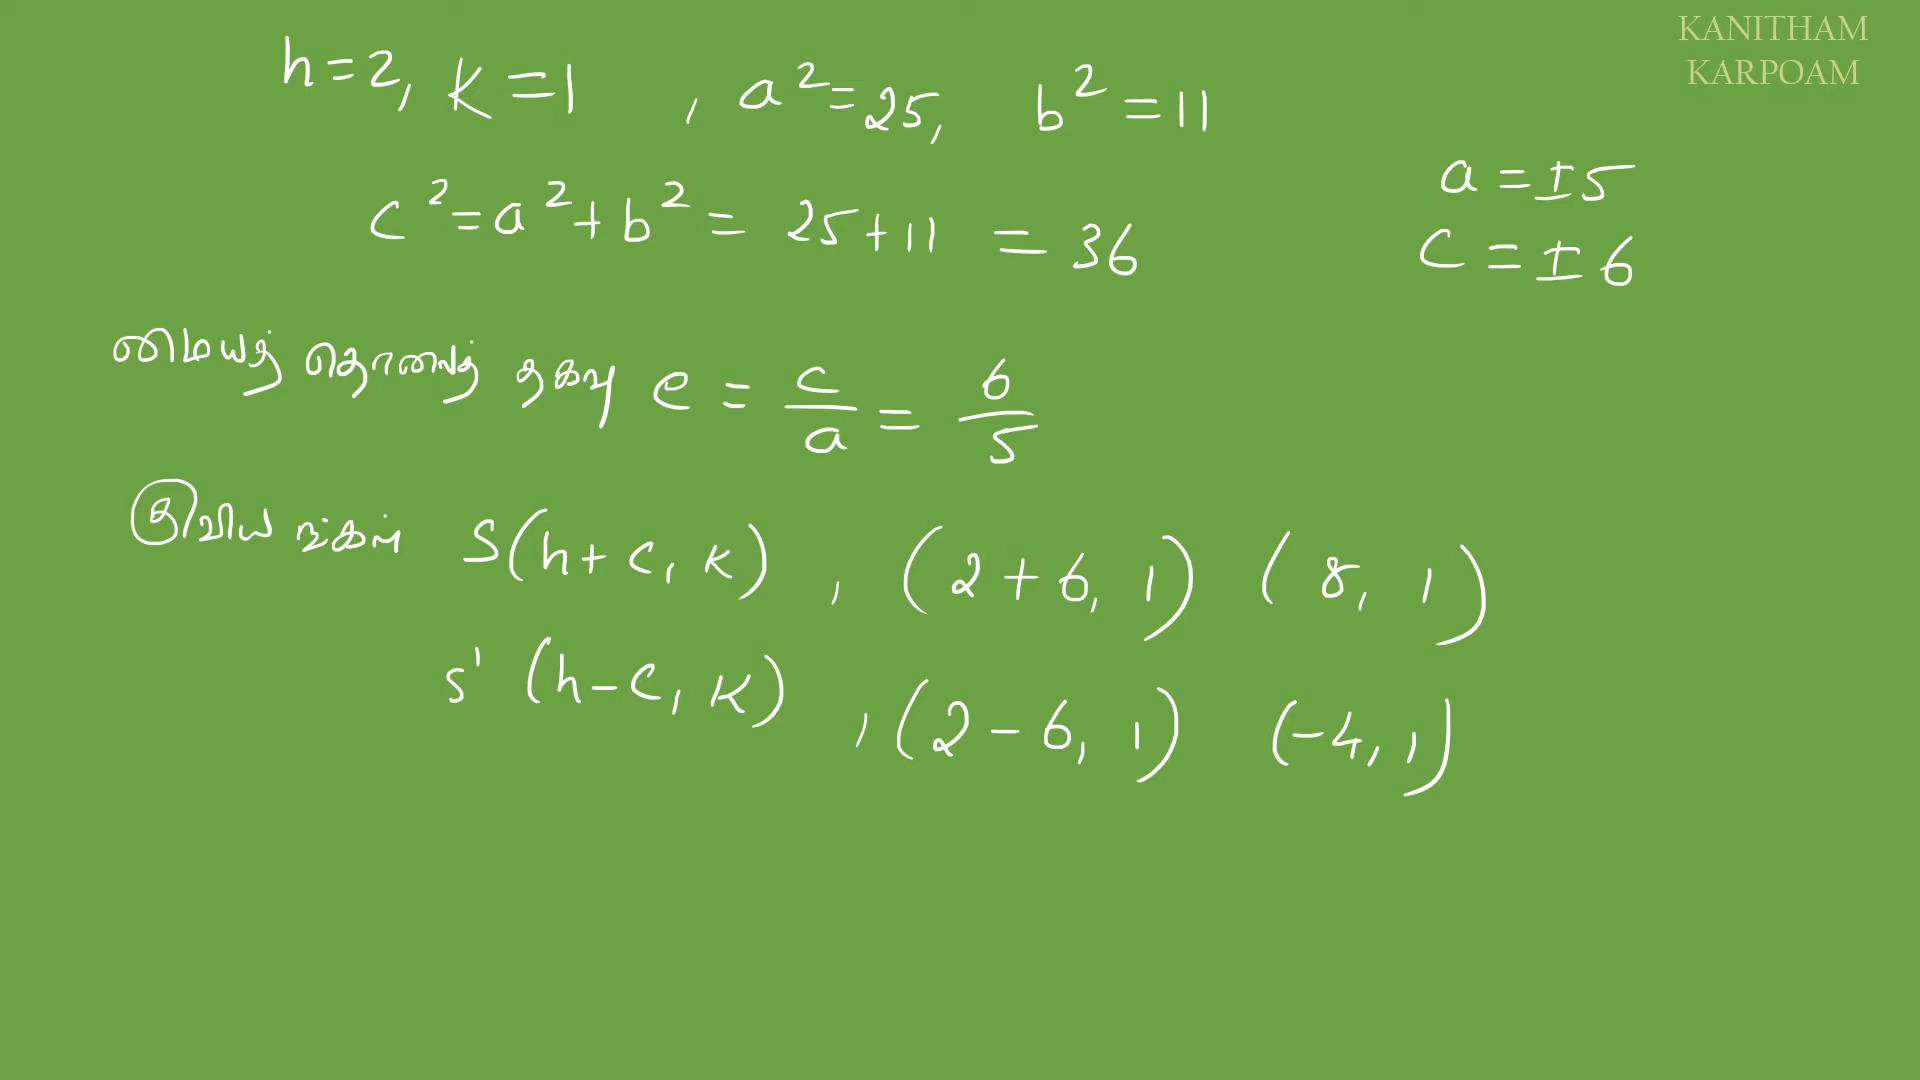 KANITHAM
KARPOAM
h=2, k=1 , a²=25, b²=11
a=±5
c²=a²+b²= 25+11 = 36
c=±6
மையத் தொலைத் தகவு e = c/a = 6/5
குவியங்கள் S(h+c, k) , (2+6, 1) (8, 1)
s' (h-c, k) , (2-6, 1) (-4, 1)